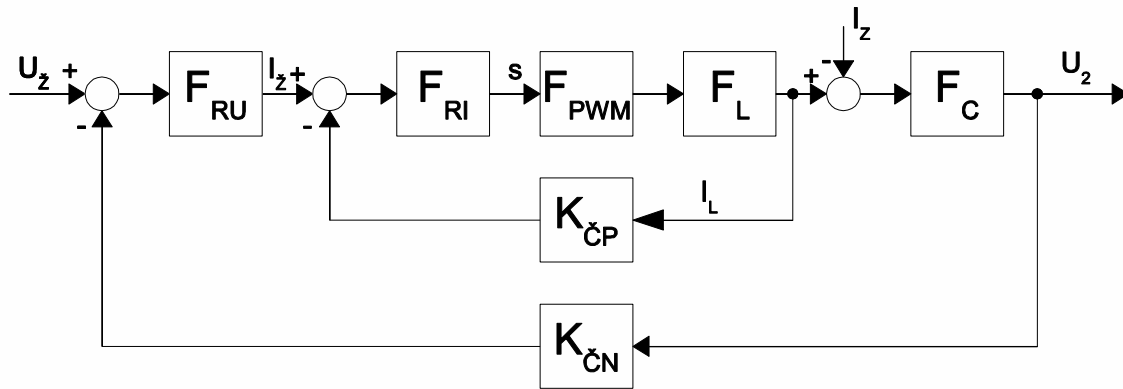 I_Z
U_ž + F_RU I_ž + F_RI s F_PWM F_L + - F_C U_2
- -
K_ČP I_L
K_ČN